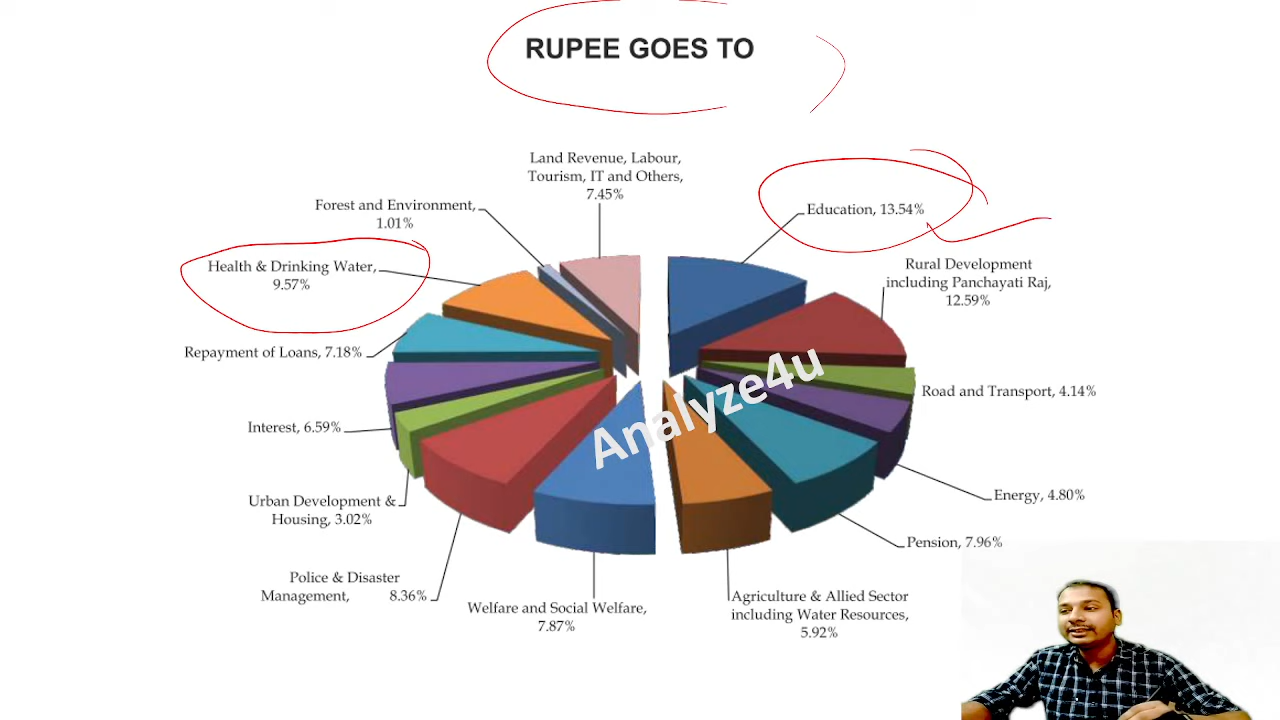 RUPEE GOES TO
Land Revenue, Labour,
Tourism, IT and Others,
7.45%
Education, 13.54%
Rural Development
including Panchayati Raj,
12.59%
Road and Transport, 4.14%
Energy, 4.80%
Pension, 7.96%
Agriculture & Allied Sector
including Water Resources,
5.92%
Welfare and Social Welfare,
7.87%
Police & Disaster
Management, 8.36%
Urban Development &
Housing, 3.02%
Interest, 6.59%
Repayment of Loans, 7.18%
Health & Drinking Water,
9.57%
Forest and Environment,
1.01%
Analyze4u